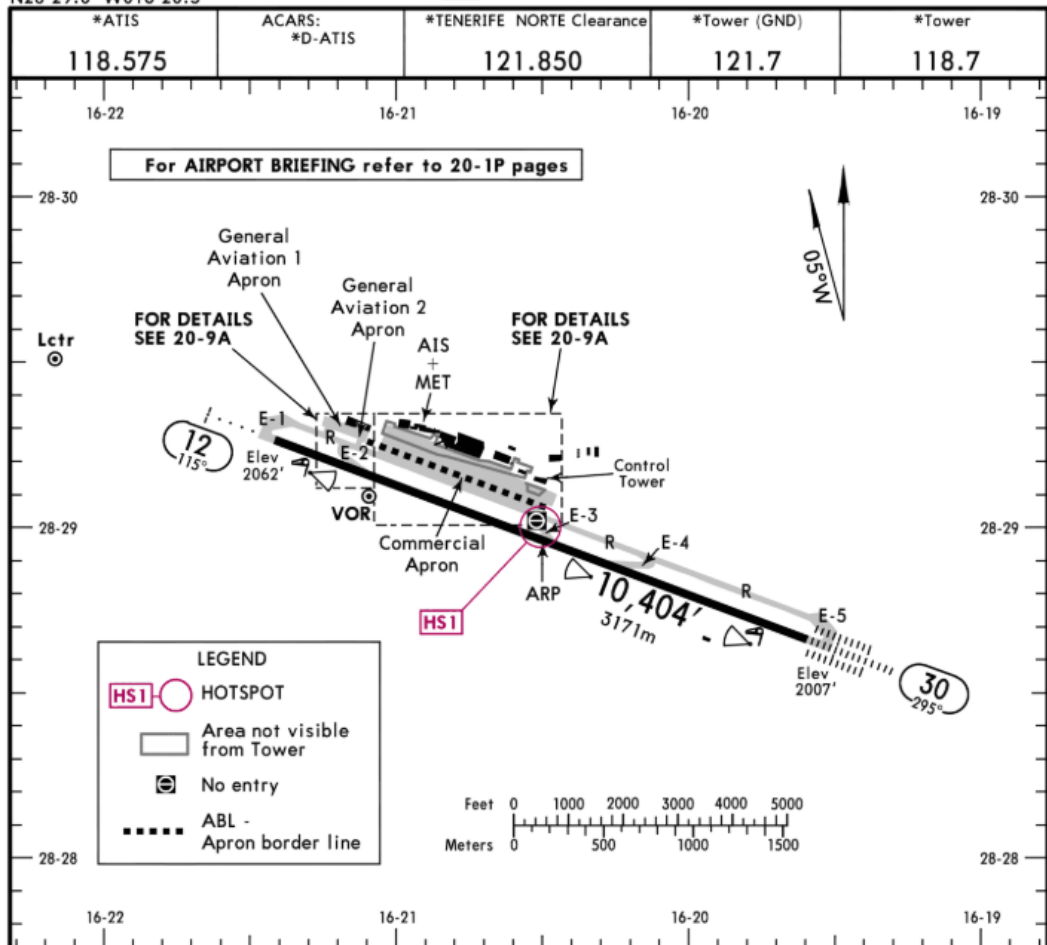 *ATIS
118.575
ACARS:
*D-ATIS
*TENERIFE NORTE Clearance
121.850
*Tower (GND)
121.7
*Tower
118.7
16-22
16-21
16-20
16-19
For AIRPORT BRIEFING refer to 20-1P pages
28-30
28-30
05°W
General
Aviation 1
Apron
General
Aviation 2
Apron
FOR DETAILS
SEE 20-9A
FOR DETAILS
SEE 20-9A
Lctr
AIS
+
MET
E-1
R
E-2
12
115°
Elev
2062'
VOR
Control
Tower
28-29
28-29
E-3
Commercial
Apron
R
E-4
ARP
10,404'
3171m
R
E-5
HS1
Elev
2007'
30
295°
LEGEND
HS1
HOTSPOT
Area not visible
from Tower
No entry
ABL -
Apron border line
Feet 0 1000 2000 3000 4000 5000
Meters 0 500 1000 1500
28-28
28-28
16-22
16-21
16-20
16-19